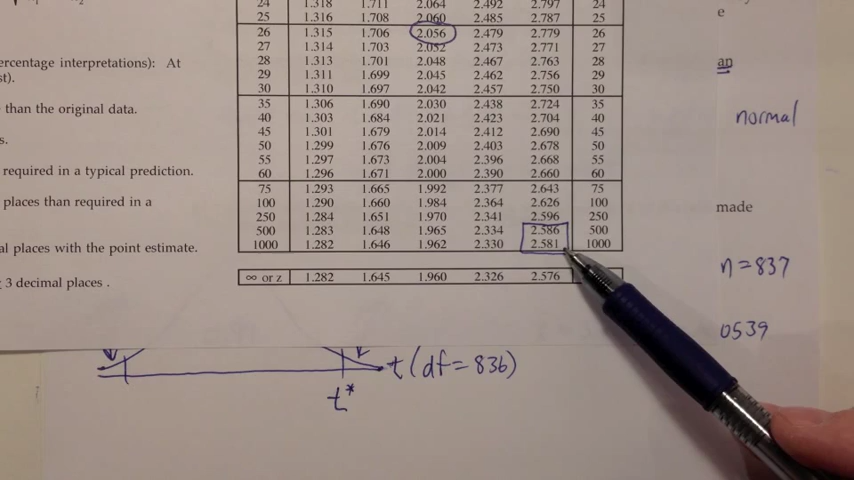 24 1.318 1.711 2.064 2.492 2.797 24
25 1.316 1.708 2.060 2.485 2.787 25
26 1.315 1.706 2.056 2.479 2.779 26
27 1.314 1.703 2.052 2.473 2.771 27
28 1.313 1.701 2.048 2.467 2.763 28
29 1.311 1.699 2.045 2.462 2.756 29
30 1.310 1.697 2.042 2.457 2.750 30
35 1.306 1.690 2.030 2.438 2.724 35
40 1.303 1.684 2.021 2.423 2.704 40
45 1.301 1.679 2.014 2.412 2.690 45
50 1.299 1.676 2.009 2.403 2.678 50
55 1.297 1.673 2.004 2.396 2.668 55
60 1.296 1.671 2.000 2.390 2.660 60
75 1.293 1.665 1.992 2.377 2.643 75
100 1.290 1.660 1.984 2.364 2.626 100
250 1.284 1.651 1.970 2.341 2.596 250
500 1.283 1.648 1.965 2.334 2.586 500
1000 1.282 1.646 1.962 2.330 2.581 1000
∞ or z 1.282 1.645 1.960 2.326 2.576
ercentage interpretations): At
st).
than the original data.
s.
required in a typical prediction.
places than required in a
al places with the point estimate.
3 decimal places .
e
an
normal
made
n=837
0539
t (df=836)
t*